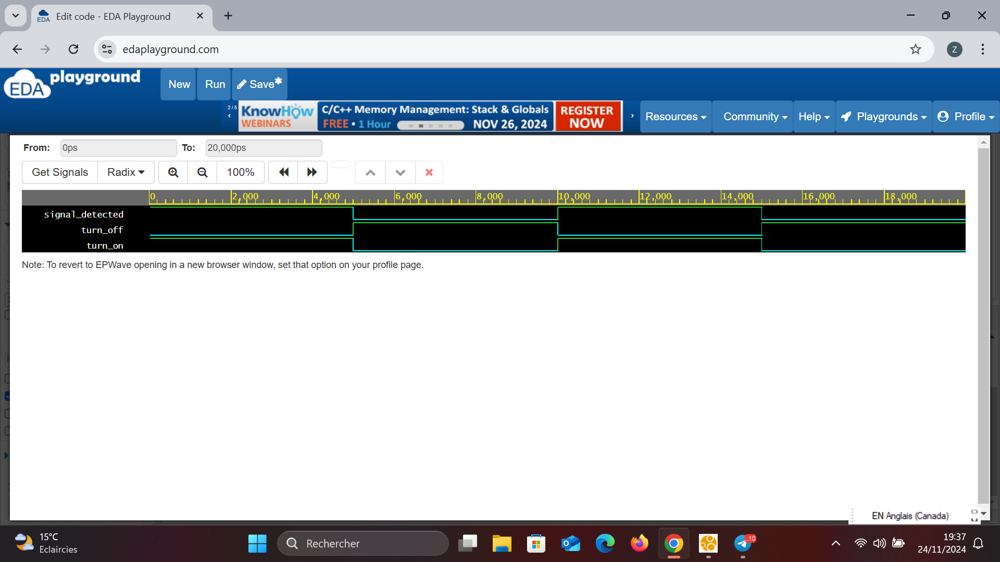 Edit code - EDA Playground
edaplayground.com
Z
EDA playground
New Run Save*
2/5
KnowHow WEBINARS
C/C++ Memory Management: Stack & Globals
FREE ▪ 1 Hour NOV 26, 2024
REGISTER NOW
Resources Community Help Playgrounds Profile
From: 0ps To: 20,000ps
Get Signals Radix 100%
0 2,000 4,000 6,000 8,000 10,000 12,000 14,000 16,000 18,000
signal_detected
turn_off
turn_on
Note: To revert to EPWave opening in a new browser window, set that option on your profile page.
EN Anglais (Canada)
15°C
Eclaircies
Rechercher
10
19:37
24/11/2024